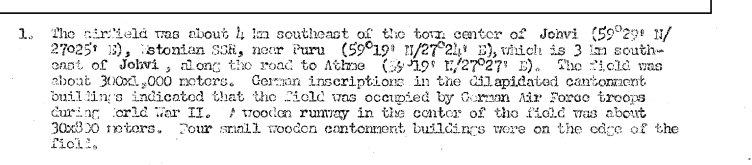 1. The airfield was about 4 km southeast of the town center of Johvi (59°29' N/
27025' E), Estonian SSR, near Puru (59°19' N/27°24' E), which is 3 km south-
east of Johvi, along the road to Athme (59°19' N/27°27' E). The field was
about 300x1,000 meters. German inscriptions in the dilapidated cantonment
buildings indicated that the field was occupied by German Air Force troops
during World War II. A wooden runway in the center of the field was about
30x800 meters. Four small wooden cantonment buildings were on the edge of the
field.